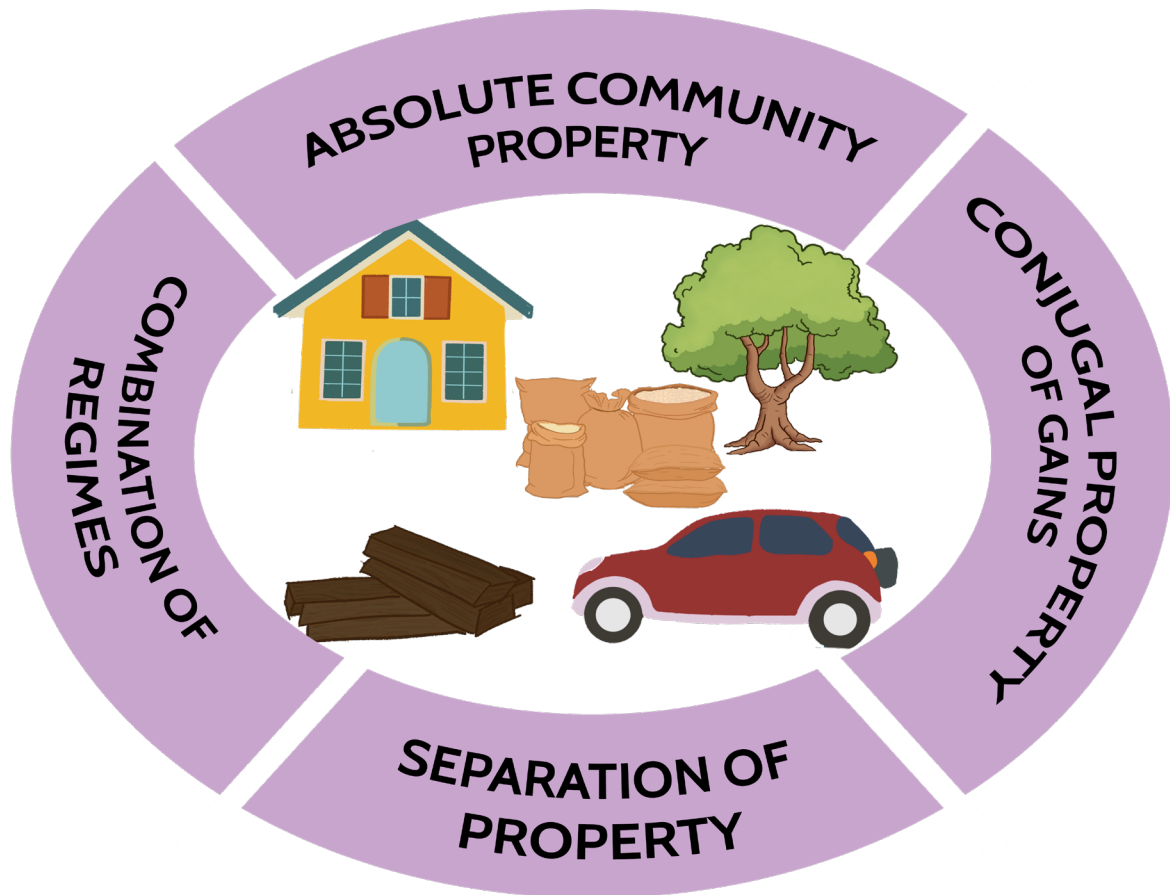 ABSOLUTE COMMUNITY
PROPERTY
CONJUGAL PROPERTY
OF GAINS
SEPARATION OF
PROPERTY
COMBINATION OF
REGIMES